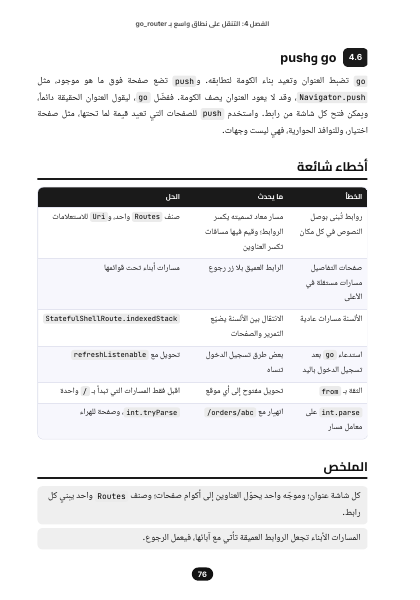 الفصل 4: التنقل على نطاق واسع بـ go_router
4.6 go وpush
go تضبط العنوان وتعيد بناء الكومة لتطابقه. وpush تضع صفحة فوق ما هو موجود، مثل
Navigator.push، وقد لا يعود العنوان يصف الكومة. ففضّل go، ليقول العنوان الحقيقة دائماً،
ويمكن فتح كل شاشة من رابط. واستخدم push للصفحات التي تعيد قيمة لما تحتها، مثل صفحة
اختيار، وللنوافذ الحوارية، فهي ليست وجهات.
أخطاء شائعة
الخطأ ما يحدث الحل
روابط تُبنى بوصل مسار معاد تسميته يكسر صنف Routes واحد، وUri للاستعلامات
النصوص في كل مكان الروابط؛ وقيم فيها مسافات
تكسر العناوين
صفحات التفاصيل الرابط العميق بلا زر رجوع مسارات أبناء تحت قوائمها
مسارات مستقلة في
الأعلى
ألسنة مسارات عادية الانتقال بين الألسنة يضيّع StatefulShellRoute.indexedStack
التمرير والصفحات
استدعاء go بعد بعض طرق تسجيل الدخول تحويل مع refreshListenable
تسجيل الدخول باليد تنساه
الثقة بـ from تحويل مفتوح إلى أي موقع اقبل فقط المسارات التي تبدأ بـ / واحدة
int.parse على انهيار مع /orders/abc int.tryParse، وصفحة للهراء
معامل مسار
الملخص
كل شاشة عنوان؛ وموجّه واحد يحوّل العناوين إلى أكوام صفحات؛ وصنف Routes واحد يبني كل
رابط.
المسارات الأبناء تجعل الروابط العميقة تأتي مع آبائها، فيعمل الرجوع.
76